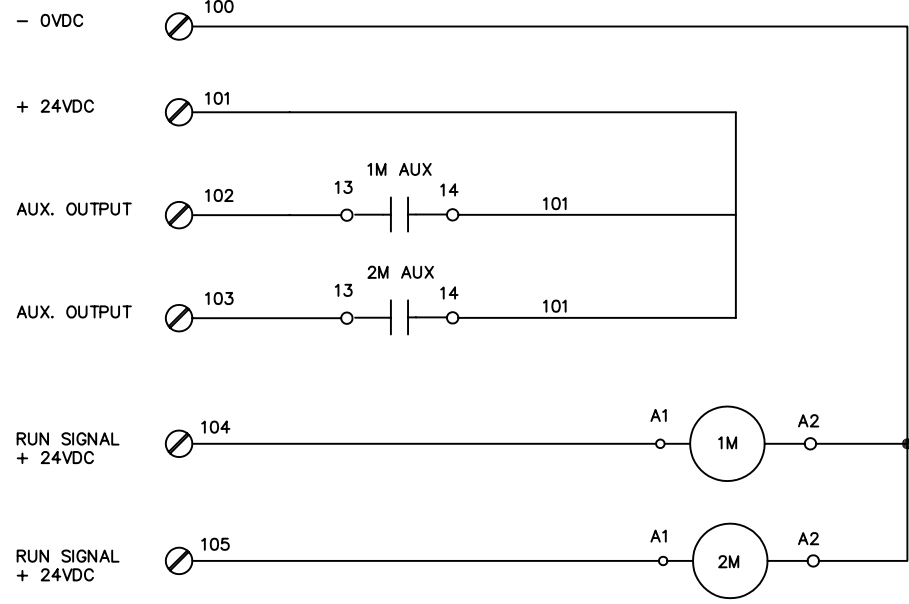 - 0VDC
100
+ 24VDC
101
1M AUX
AUX. OUTPUT
102
13
14
101
2M AUX
AUX. OUTPUT
103
13
14
101
RUN SIGNAL
+ 24VDC
104
A1
1M
A2
RUN SIGNAL
+ 24VDC
105
A1
2M
A2